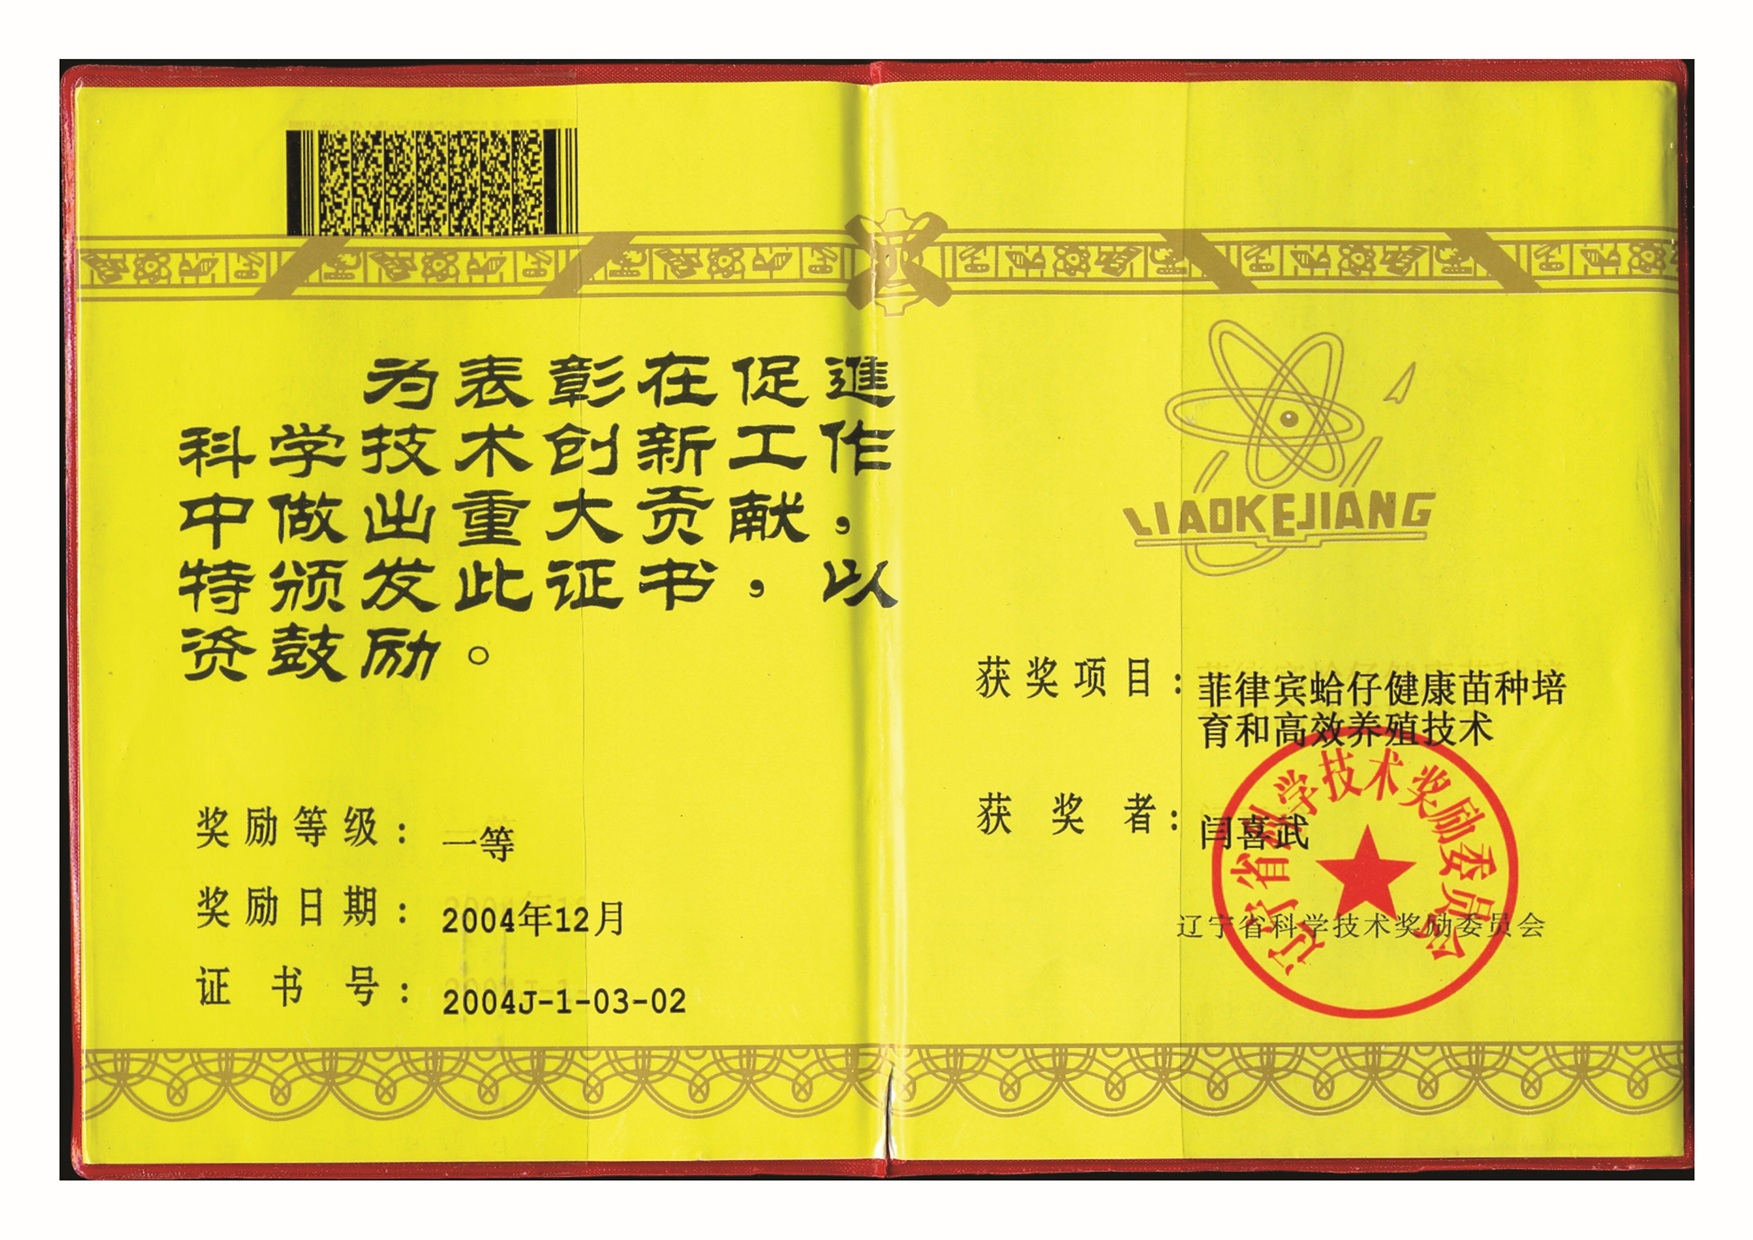 为表彰在促進
科学技术创新工作
中做出重大贡献，
特颁发此证书，以
资鼓励。
奖励等级：一等
奖励日期：2004年12月
证书号：2004J-1-03-02
LIAOKEJIANG
获奖项目：菲律宾蛤仔健康苗种培
育和高效养殖技术
获奖者：闫喜武
辽宁省科学技术奖励委员会
辽宁省科学技术奖励委员会